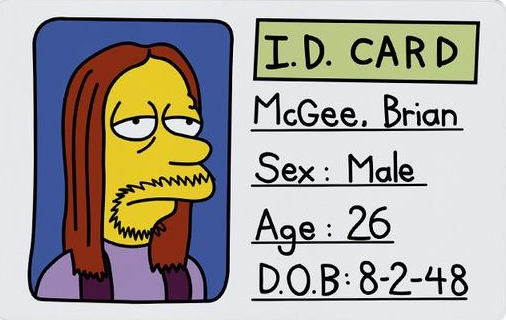 I.D. CARD
McGee, Brian
Sex: Male
Age: 26
D.O.B: 8-2-48